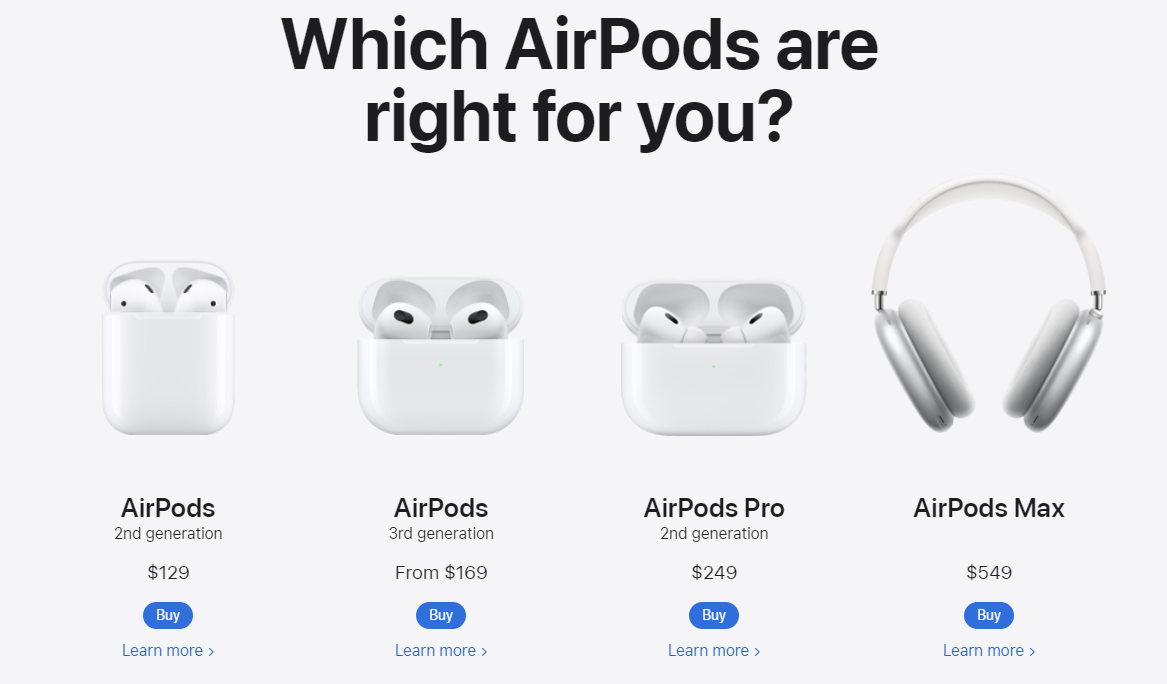 Which AirPods are
right for you?
AirPods
2nd generation
$129
Buy
Learn more >
AirPods
3rd generation
From $169
Buy
Learn more >
AirPods Pro
2nd generation
$249
Buy
Learn more >
AirPods Max
$549
Buy
Learn more >